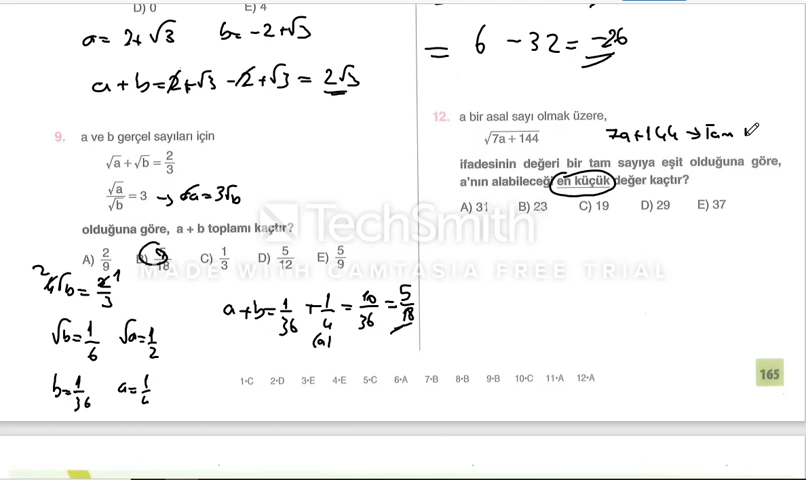 D) 0 E) 4
a = 2+√3 b = -2+√3
a + b = 2+√3 -2+√3 = 2√3
9. a ve b gerçel sayıları için
√a + √b = 2/3
√a/√b = 3 → √a = 3√b
olduğuna göre, a + b toplamı kaçtır?
A) 2/9 B) 5/18 C) 1/3 D) 5/12 E) 5/9
4√b = 2/3
√b = 1/6 √a = 1/2
b = 1/36 a = 1/4
a + b = 1/36 + 1/4 = 10/36 = 5/18
(9)
= 6 - 32 = -26
12. a bir asal sayı olmak üzere,
√7a + 144 7a + 144 → Tam
ifadesinin değeri bir tam sayıya eşit olduğuna göre,
a'nın alabileceği en küçük değer kaçtır?
A) 31 B) 23 C) 19 D) 29 E) 37
TechSmith
MADE WITH CAMTASIA FREE TRIAL
1·C 2·D 3·E 4·E 5·C 6·A 7·B 8·B 9·B 10·C 11·A 12·A
165